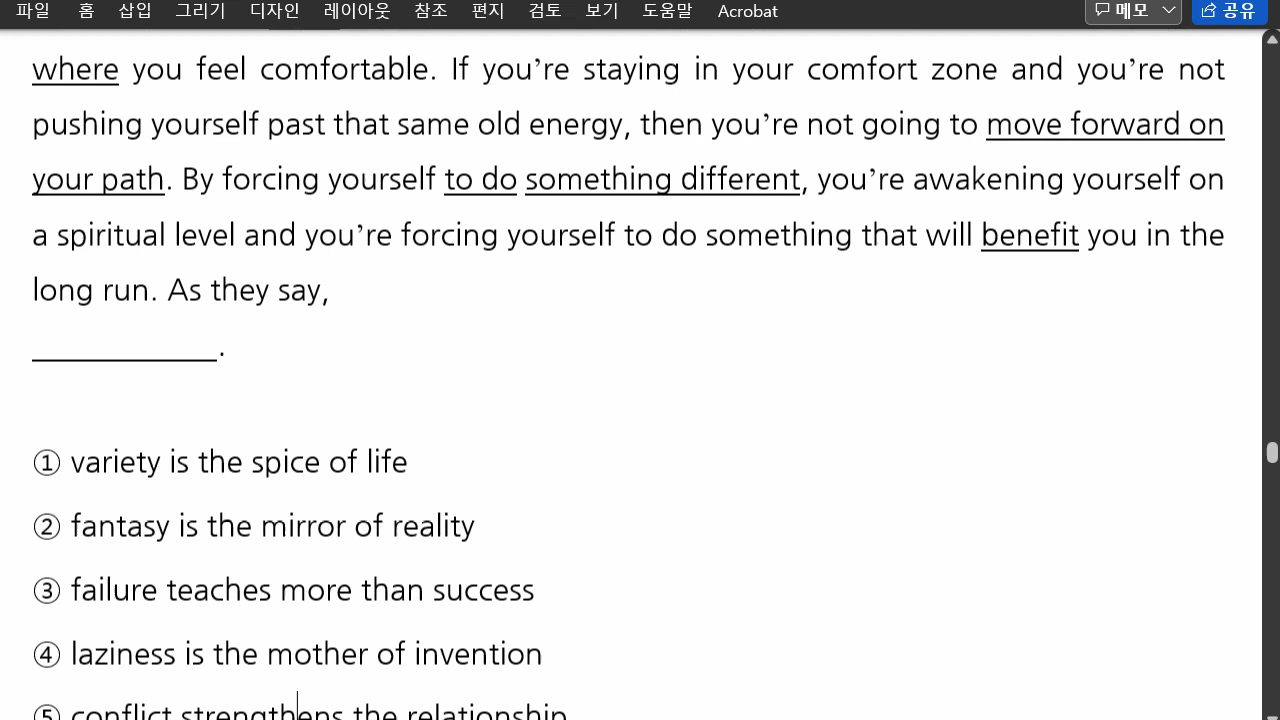 파일 홈 삽입 그리기 디자인 레이아웃 참조 편지 검토 보기 도움말 Acrobat 메모 공유
where you feel comfortable. If you’re staying in your comfort zone and you’re not
pushing yourself past that same old energy, then you’re not going to move forward on
your path. By forcing yourself to do something different, you’re awakening yourself on
a spiritual level and you’re forcing yourself to do something that will benefit you in the
long run. As they say,
____________.
① variety is the spice of life
② fantasy is the mirror of reality
③ failure teaches more than success
④ laziness is the mother of invention
⑤ conflict strengthens the relationship